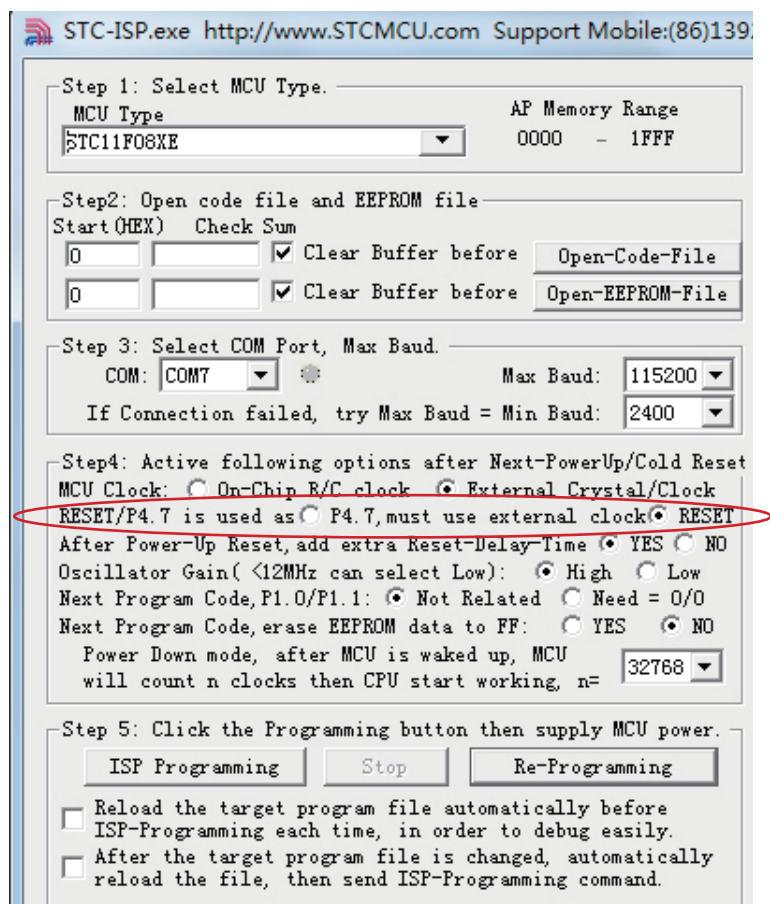 STC-ISP.exe http://www.STCMCU.com Support Mobile:(86)139
Step 1: Select MCU Type.
MCU Type AP Memory Range
STC11F08XE 0000 - 1FFF
Step2: Open code file and EEPROM file
Start(HEX) Check Sum
0 Clear Buffer before Open-Code-File
0 Clear Buffer before Open-EEPROM-File
Step 3: Select COM Port, Max Baud.
COM: COM7 Max Baud: 115200
If Connection failed, try Max Baud = Min Baud: 2400
Step4: Active following options after Next-PowerUp/Cold Reset
MCU Clock: On-Chip R/C clock External Crystal/Clock
RESET/P4.7 is used as P4.7,must use external clock RESET
After Power-Up Reset,add extra Reset-Delay-Time YES NO
Oscillator Gain( <12MHz can select Low): High Low
Next Program Code,P1.0/P1.1: Not Related Need = 0/0
Next Program Code,erase EEPROM data to FF: YES NO
Power Down mode, after MCU is waked up, MCU
will count n clocks then CPU start working, n= 32768
Step 5: Click the Programming button then supply MCU power.
ISP Programming Stop Re-Programming
Reload the target program file automatically before
ISP-Programming each time, in order to debug easily.
After the target program file is changed, automatically
reload the file, then send ISP-Programming command.